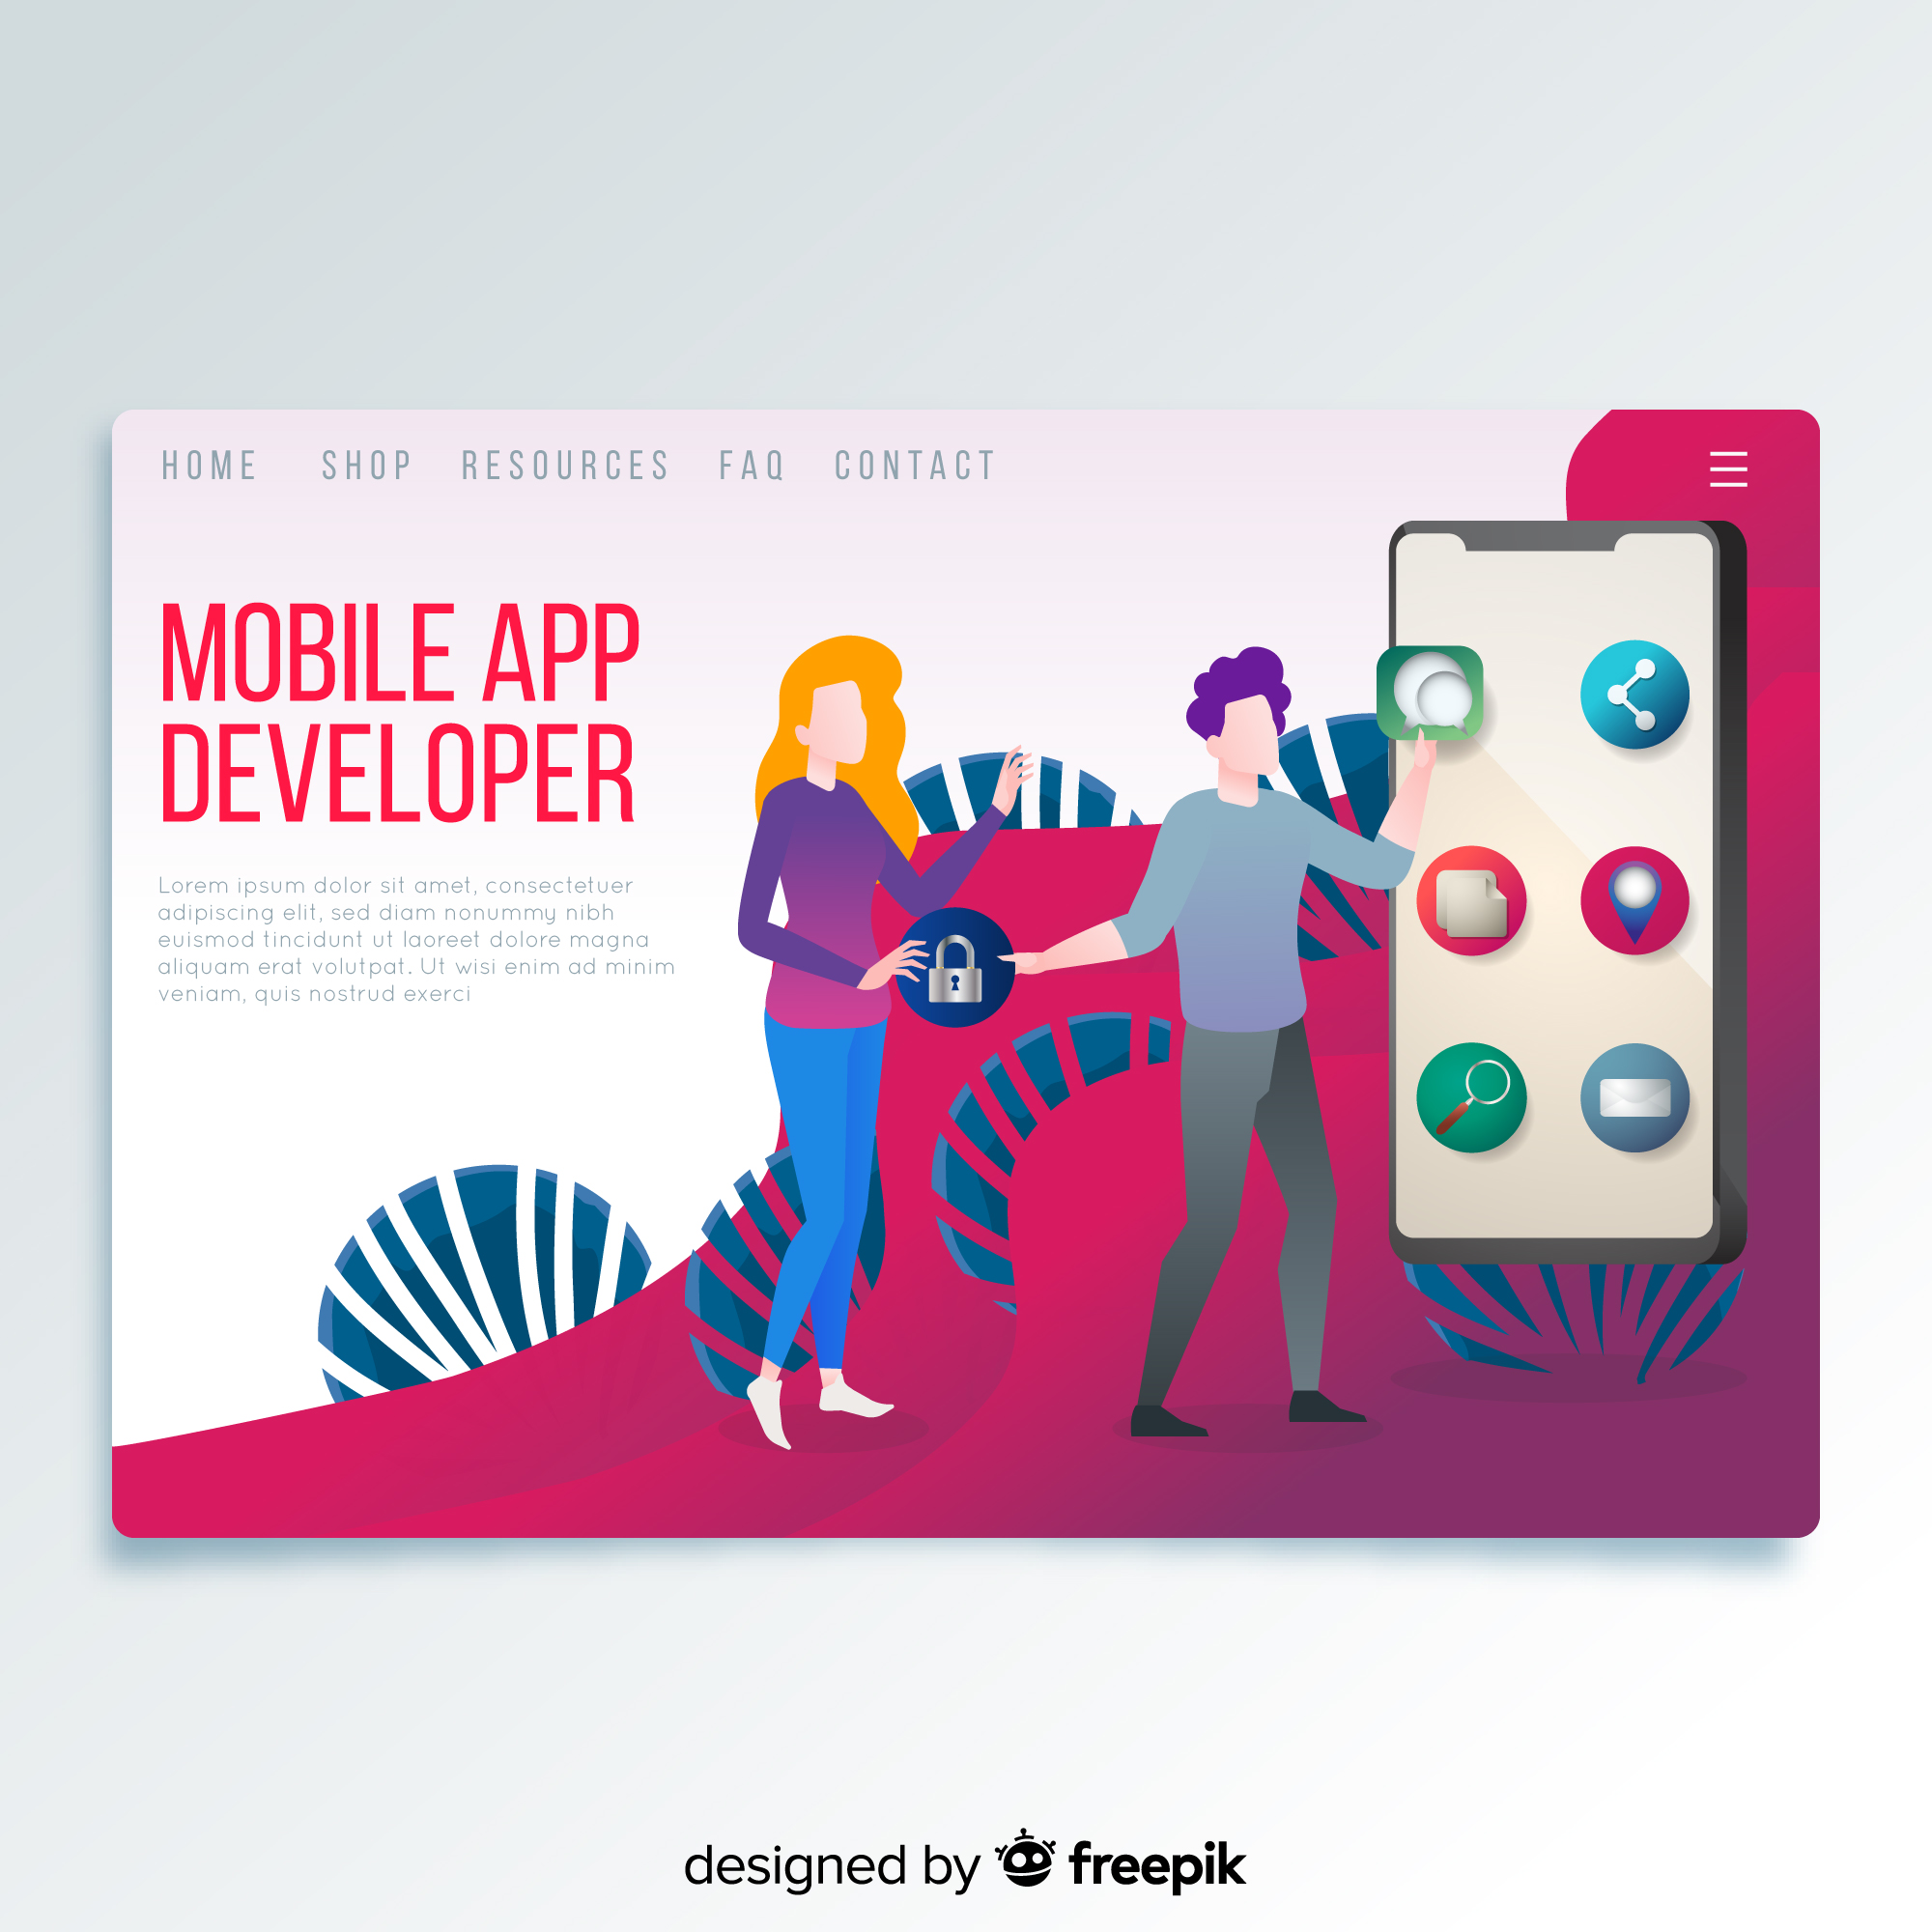 HOME SHOP RESOURCES FAQ CONTACT
MOBILE APP
DEVELOPER
Lorem ipsum dolor sit amet, consectetuer
adipiscing elit, sed diam nonummy nibh
euismod tincidunt ut laoreet dolore magna
aliquam erat volutpat. Ut wisi enim ad minim
veniam, quis nostrud exerci
designed by freepik